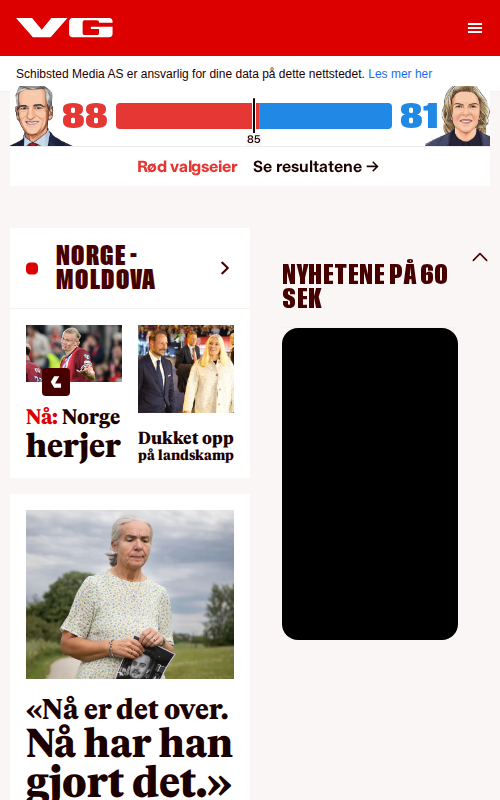 VG
Schibsted Media AS er ansvarlig for dine data på dette nettstedet. Les mer her
88
81
85
Rød valgseier Se resultatene →
NORGE -
MOLDOVA
Nå: Norge
herjer
Dukket opp
på landskamp
«Nå er det over.
Nå har han
gjort det.»
NYHETENE PÅ 60
SEK